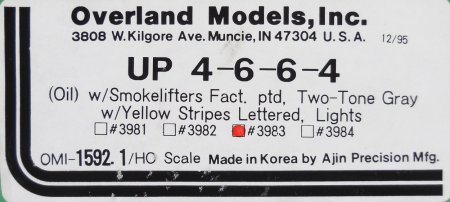 Overland Models, Inc.
3808 W. Kilgore Ave. Muncie, IN 47304 U. S. A. 12/95
UP 4-6-6-4
(Oil) w/Smokelifters Fact. ptd, Two-Tone Gray
w/Yellow Stripes Lettered, Lights
#3981 #3982 #3983 #3984
OMI-1592.1/HO Scale Made in Korea by Ajin Precision Mfg.